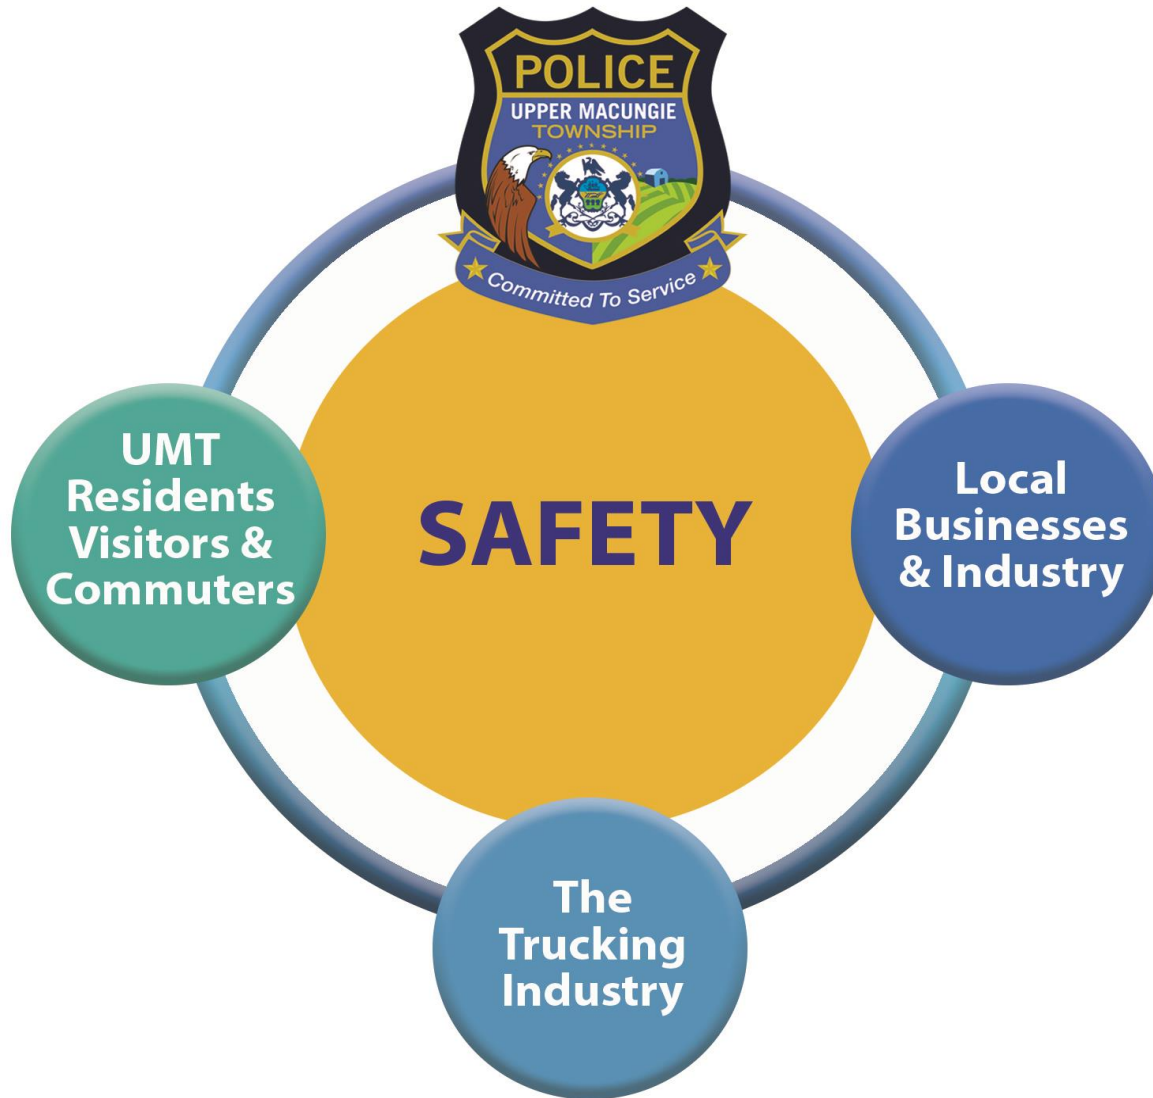 POLICE
UPPER MACUNGIE
TOWNSHIP
Committed To Service
UMT
Residents
Visitors &
Commuters
SAFETY
Local
Businesses
& Industry
The
Trucking
Industry